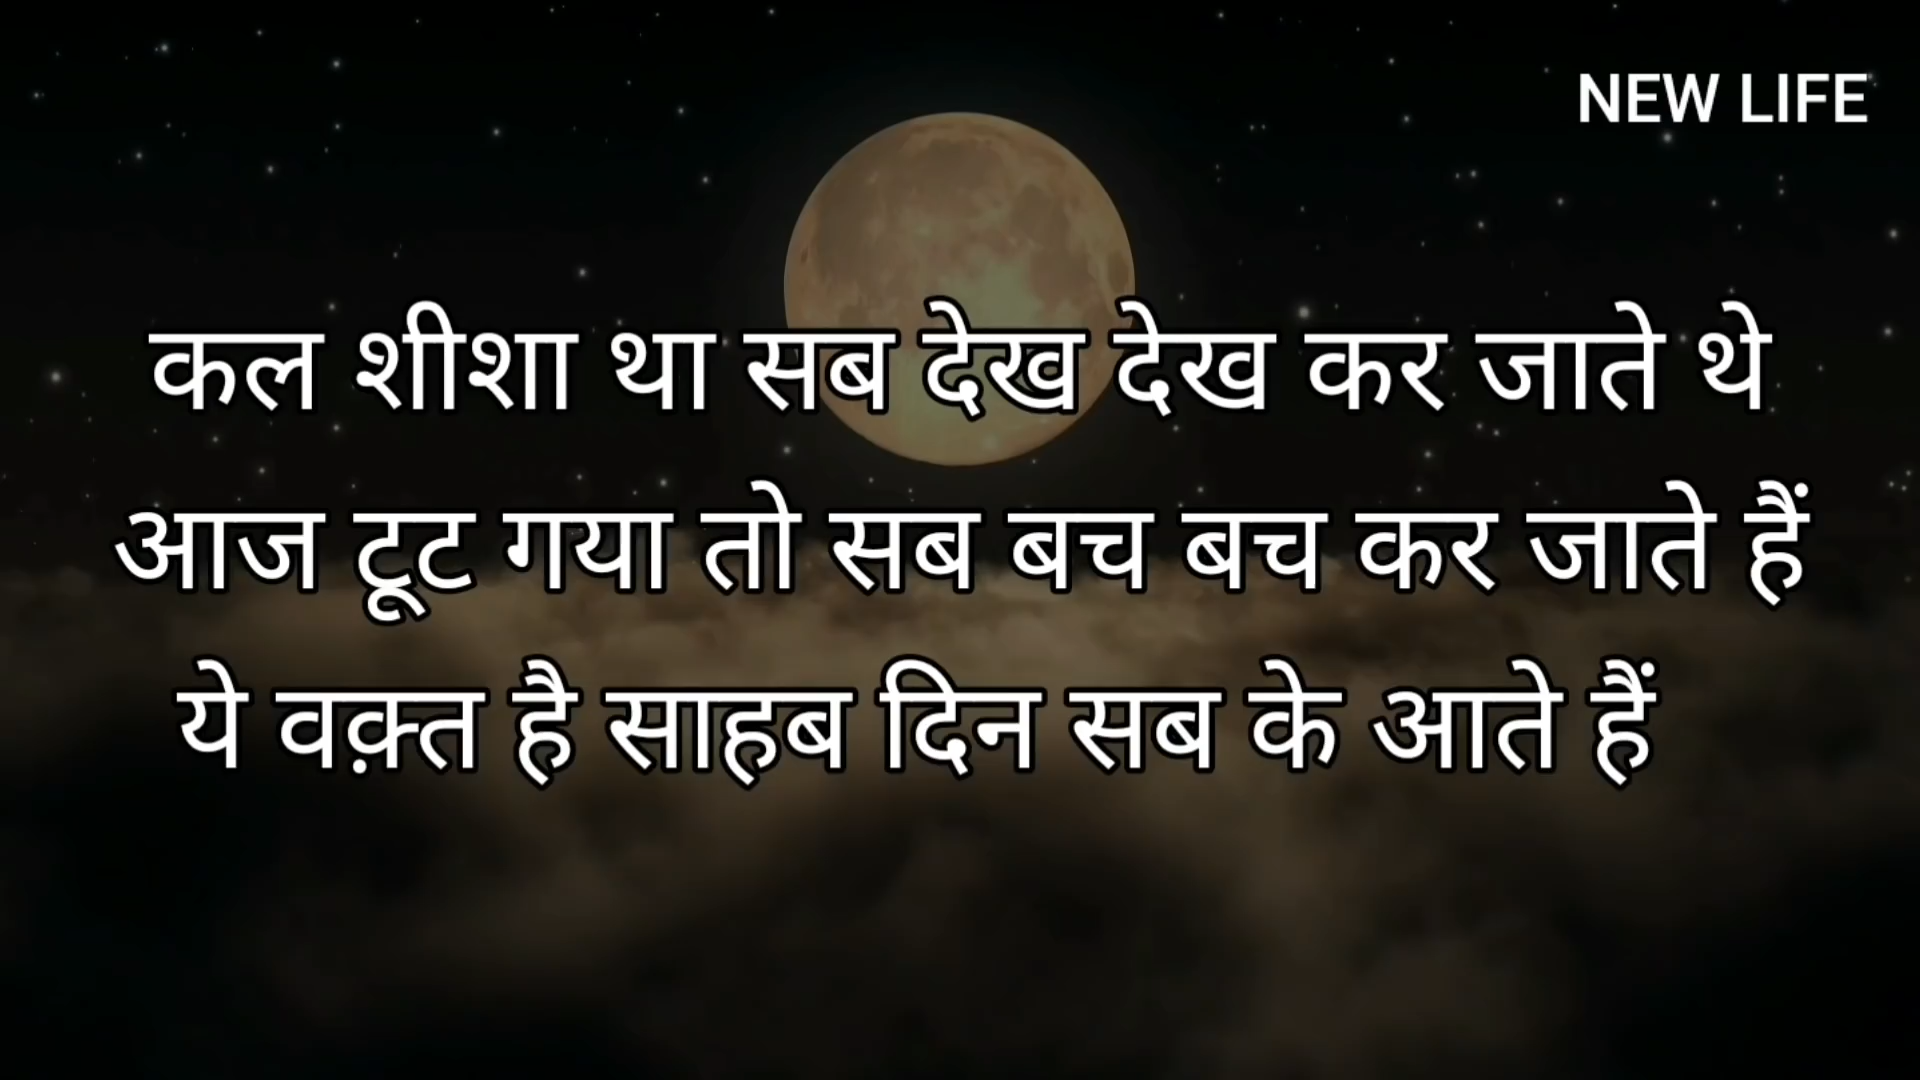 NEW LIFE
कल शीशा था सब देख देख कर जाते थे
आज टूट गया तो सब बच बच कर जाते हैं
ये वक़्त है साहब दिन सब के आते हैं